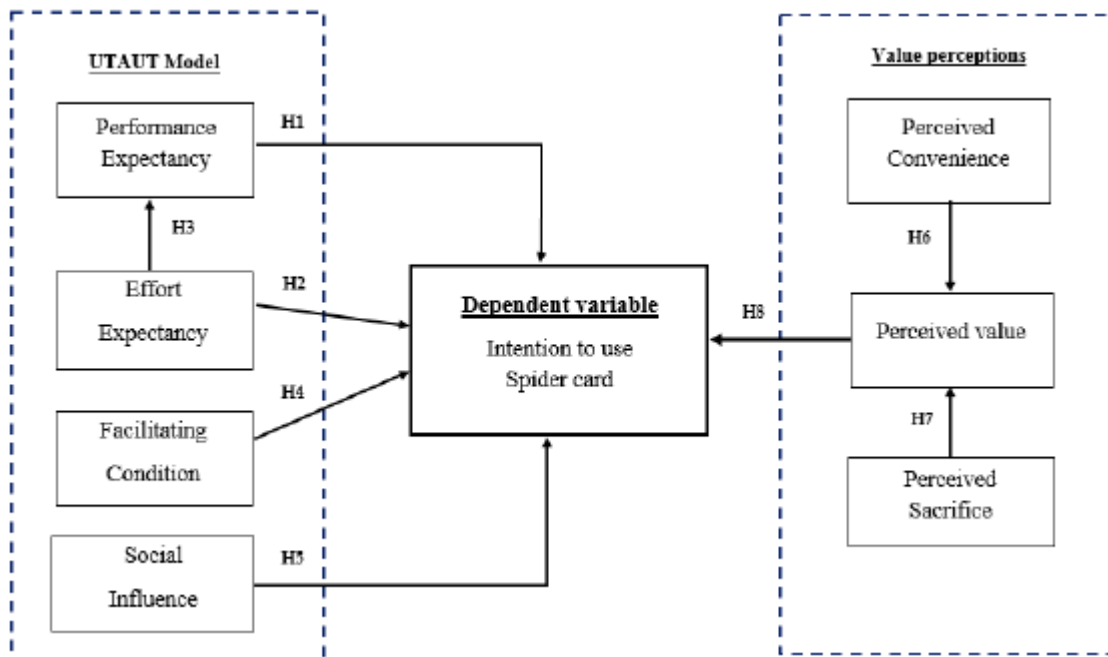 UTAUT Model
Performance
Expectancy
H1
H3
Effort
Expectancy
H2
Facilitating
Condition
H4
Social
Influence
H5
Dependent variable
Intention to use
Spider card
Value perceptions
Perceived
Convenience
H6
Perceived value
H8
H7
Perceived
Sacrifice